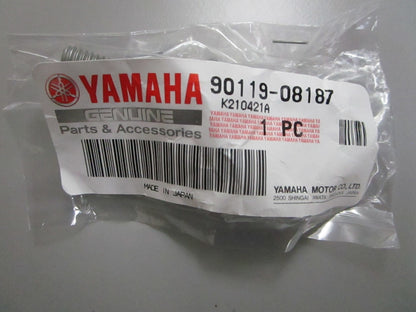 YAMAHA 90119-08187
K210421A
GENUINE
Parts & Accessories
1 PC
MADE IN JAPAN
YAMAHA MOTOR CO., LTD.
2500 SHINGAI IWATA